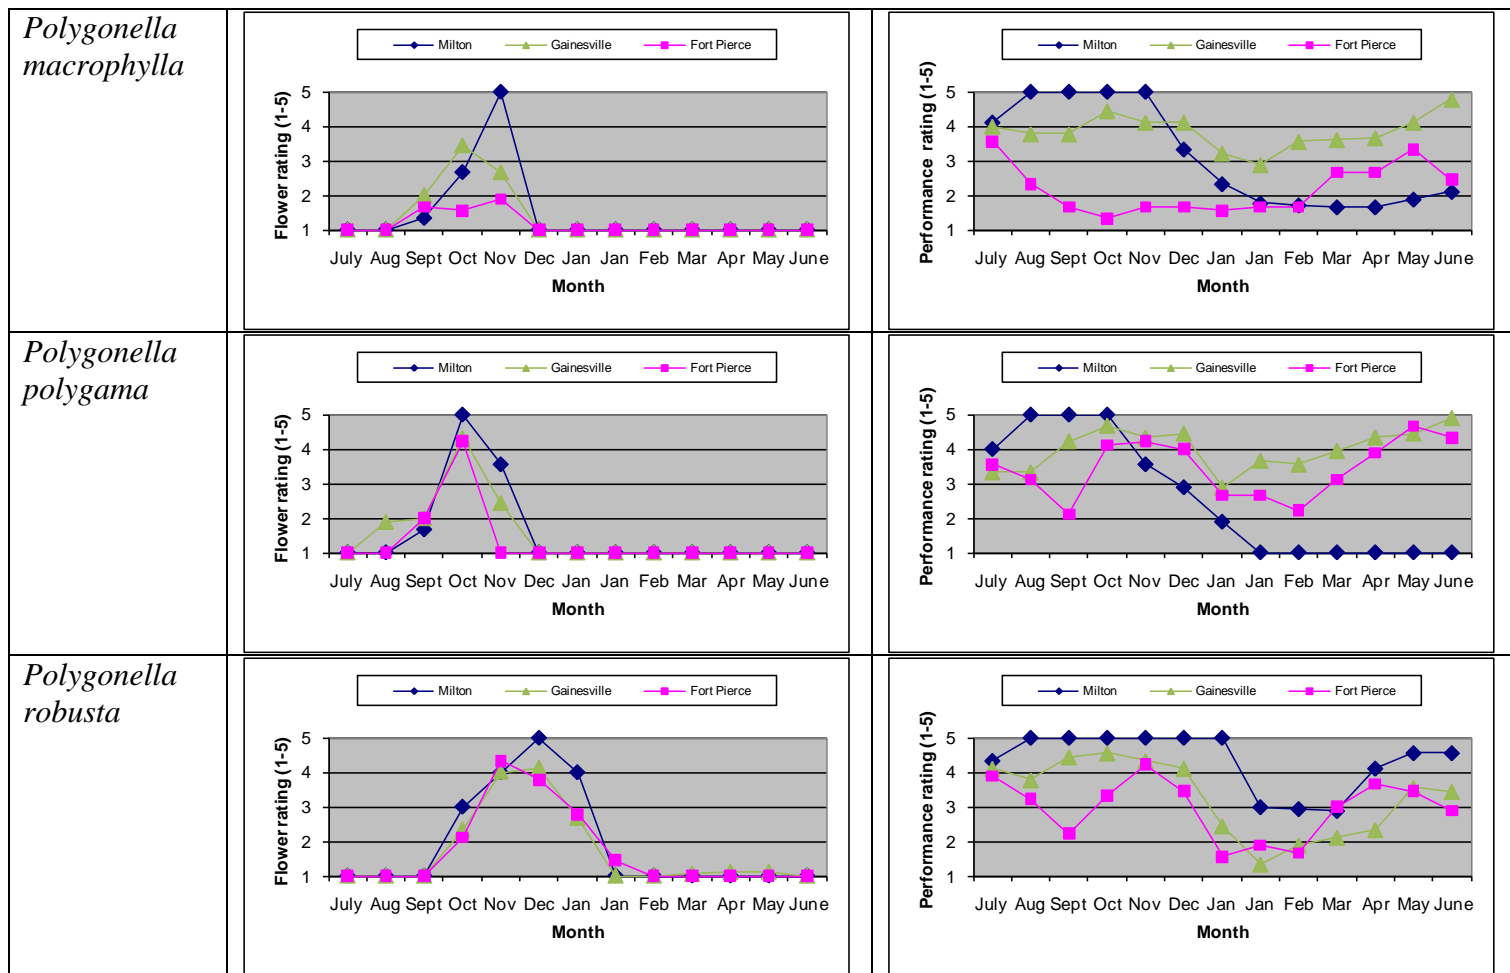 Polygonella
macrophylla
Milton Gainesville Fort Pierce
Flower rating (1-5)
5
4
3
2
1
July Aug Sept Oct Nov Dec Jan Jan Feb Mar Apr May June
Month
Milton Gainesville Fort Pierce
Performance rating (1-5)
5
4
3
2
1
July Aug Sept Oct Nov Dec Jan Jan Feb Mar Apr May June
Month
Polygonella
polygama
Milton Gainesville Fort Pierce
Flower rating (1-5)
5
4
3
2
1
July Aug Sept Oct Nov Dec Jan Jan Feb Mar Apr May June
Month
Milton Gainesville Fort Pierce
Performance rating (1-5)
5
4
3
2
1
July Aug Sept Oct Nov Dec Jan Jan Feb Mar Apr May June
Month
Polygonella
robusta
Milton Gainesville Fort Pierce
Flower rating (1-5)
5
4
3
2
1
July Aug Sept Oct Nov Dec Jan Jan Feb Mar Apr May June
Month
Milton Gainesville Fort Pierce
Performance rating (1-5)
5
4
3
2
1
July Aug Sept Oct Nov Dec Jan Jan Feb Mar Apr May June
Month